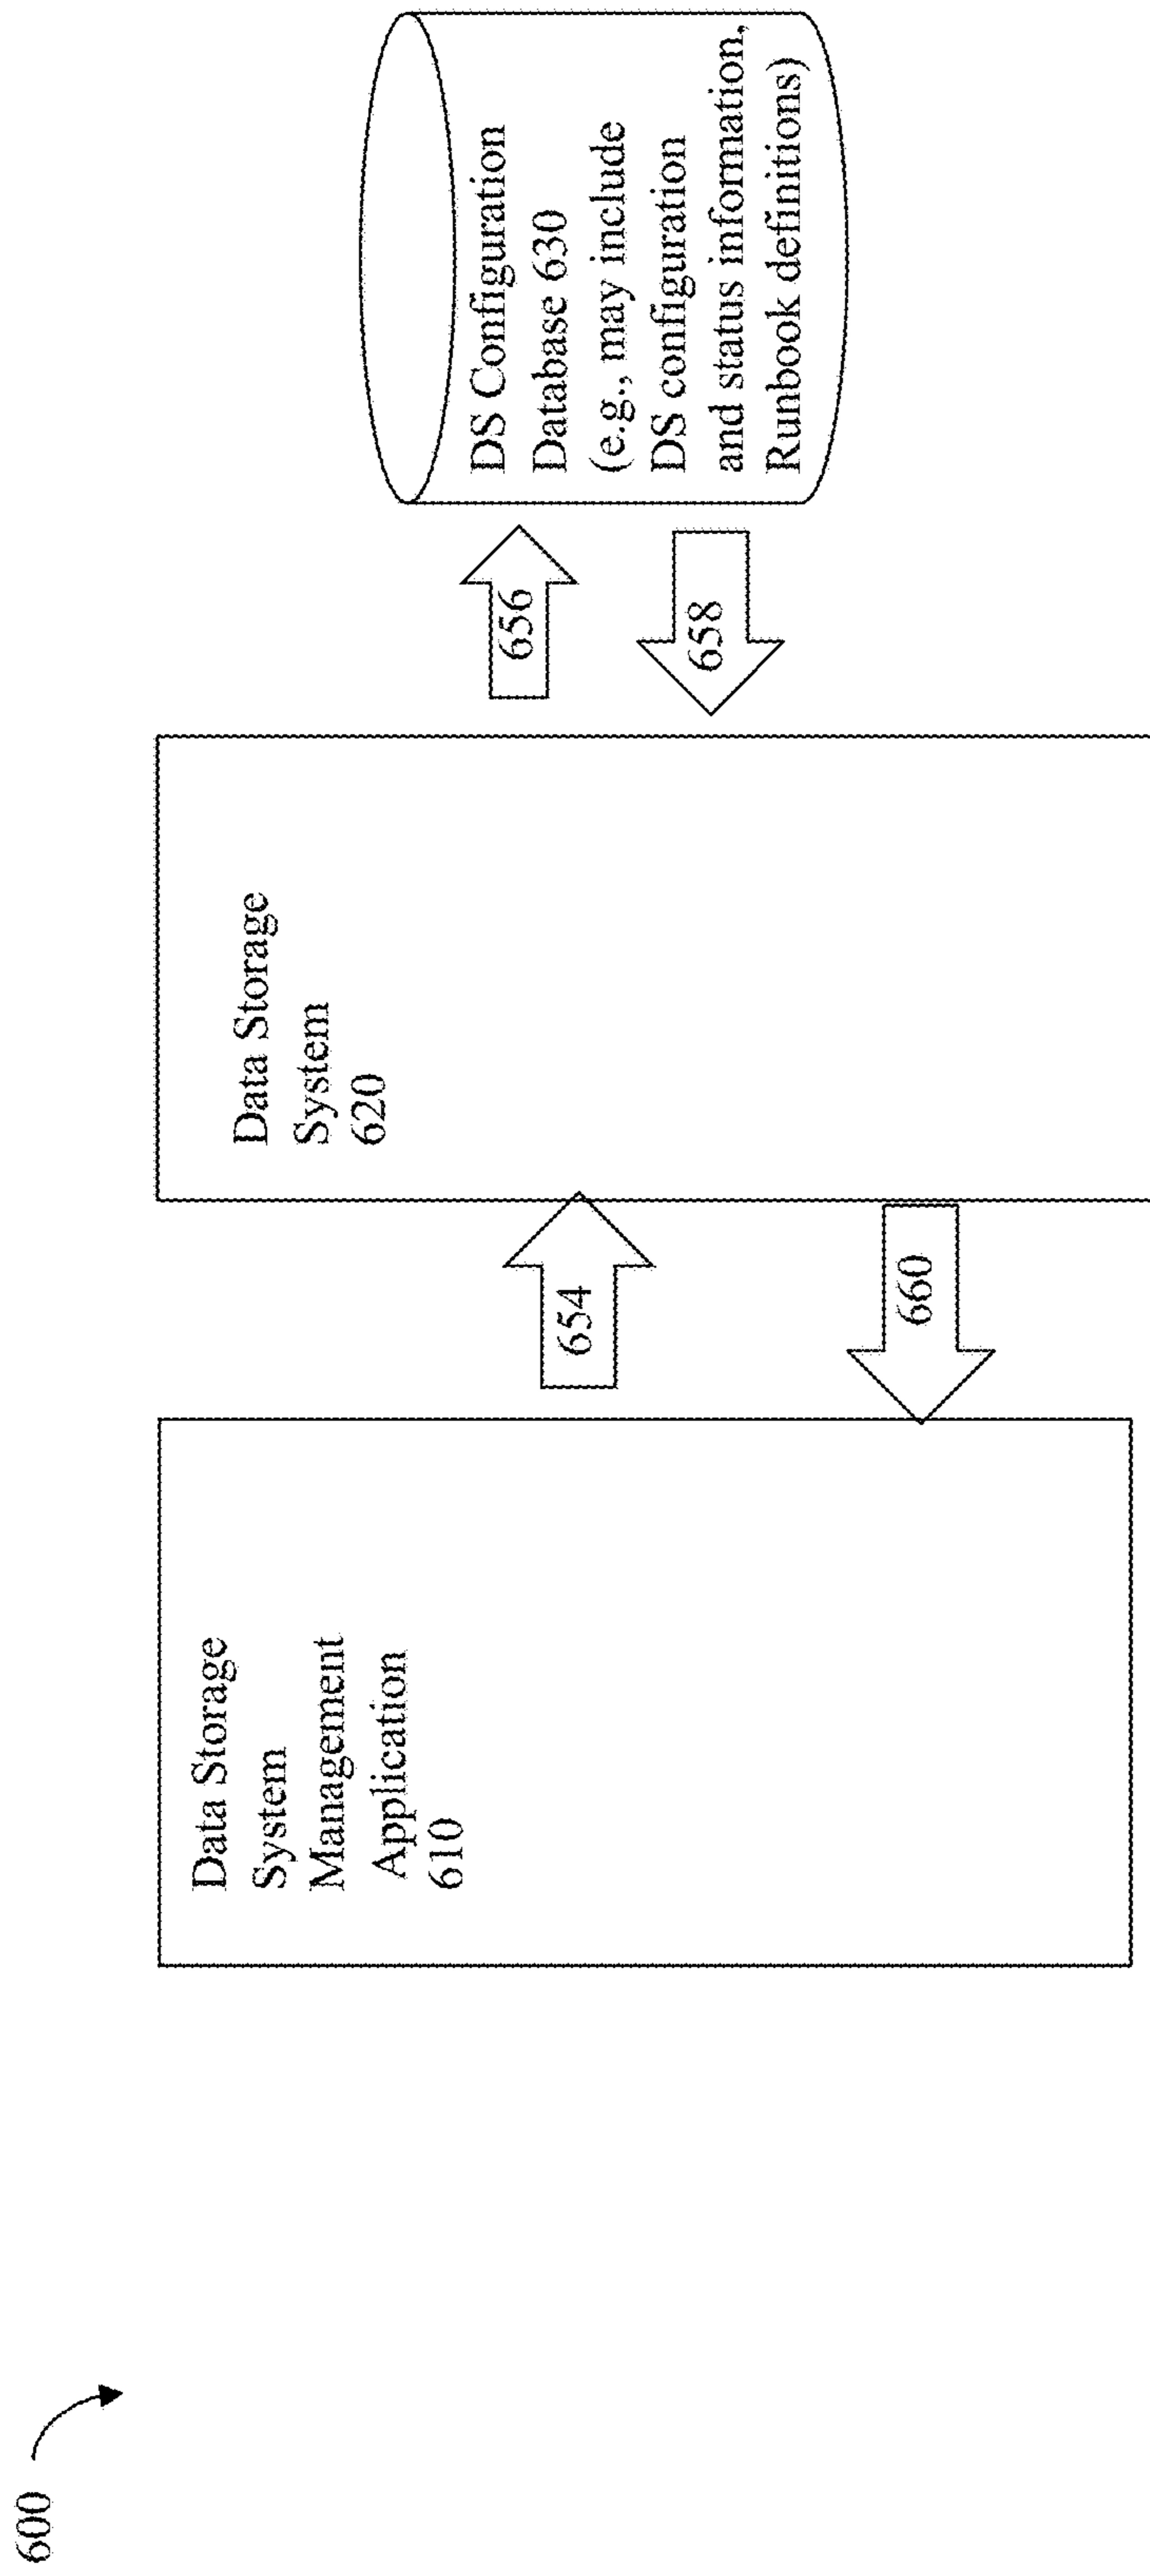 600
Data Storage
System
Management
Application
610
654
660
Data Storage
System
620
656
658
DS Configuration
Database 630
(e.g., may include
DS configuration
and status information,
Runbook definitions)